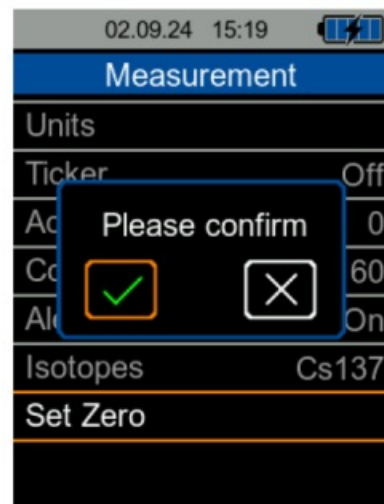 02.09.24 15:19
Measurement
Units
Ticker Off
0
Please confirm
60
On
Isotopes Cs137
Set Zero